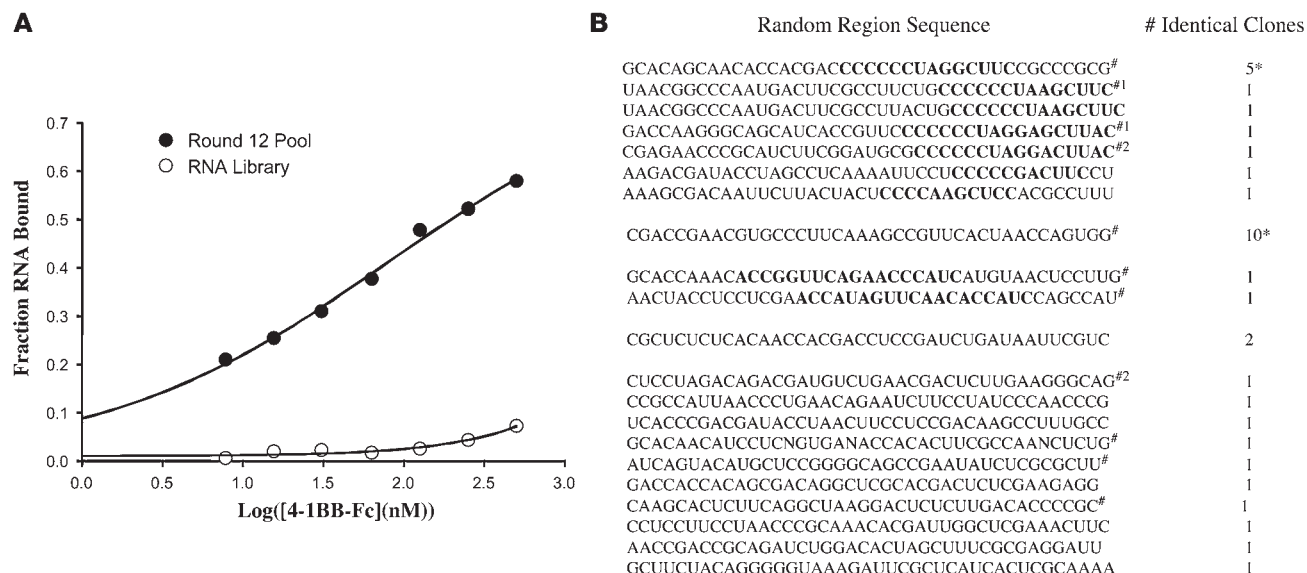 A
0.7
0.6
0.5
0.4
0.3
0.2
0.1
0.0
Fraction RNA Bound
Round 12 Pool
RNA Library
0.0 0.5 1.0 1.5 2.0 2.5 3.0
Log([4-1BB-Fc](nM))
B
Random Region Sequence # Identical Clones
GCACAGCAACACCACGACCCCCCCUAGGCUUCCGCCCGCG# 5*
UAACGGCCCAAUGACUUCGCCUUCUGCCCCCCUAAGCUUC#1 1
UAACGGCCCAAUGACUUCGCCUUACUGCCCCCCUAAGCUUC 1
GACCAAGGGCAGCAUCACCGUUCCCCCCCUAGGAGCUUAC#1 1
CGAGAACCCGCAUCUUCGGAUGCGCCCCCCUAGGACUUAC#2 1
AAGACGAUACCUAGCCUCAAAAUUCCUCCCCCGACUUCCU 1
AAAGCGACAAUUCUUACUACUCCCCAAGCUCCACGCCUUU 1
CGACCGAACGUGCCCUUCAAAGCCGUUCACUAACCAGUGG# 10*
GCACCAAACACCGGUUCAGAACCCAUCAUGUAACUCCUUG# 1
AACUACCUCCUCGAACCAUAGUUCAACACCAUCCAGCCAU# 1
CGCUCUCUCACAACCACGACCUCCGAUCUGAUAAUUCGUC 2
CUCCUAGACAGACGAUGUCUGAACGACUCUUGAAGGGCAG#2 1
CCGCCAUUAACCCUGAACAGAAUCUUCCUAUCCCAACCCG 1
UCACCCGACGAUACCUAACUUCCUCCGACAAGCCUUUGCC 1
GCACAACAUCCUCNGUGANACCACACUUCGCCAANCUCUG# 1
AUCAGUACAUGCUCCGGGGCAGCCGAAUAUCUCGCGCUU# 1
GACCACCACAGCGACAGGCUCGCACGACUCUCGAAGAGG 1
CAAGCACUCUUCAGGCUAAGGACUCUCUUGACACCCCGC# 1
CCUCCUUCCUAACCCGCAAACACGAUUGGCUCGAAACUUC 1
AACCGACCGCAGAUCUGGACACUAGCUUUCGCGAGGAUU 1
GCUUCUACAGGGGGUAAAGAUUCGCUCAUCACUCGCAAAA 1